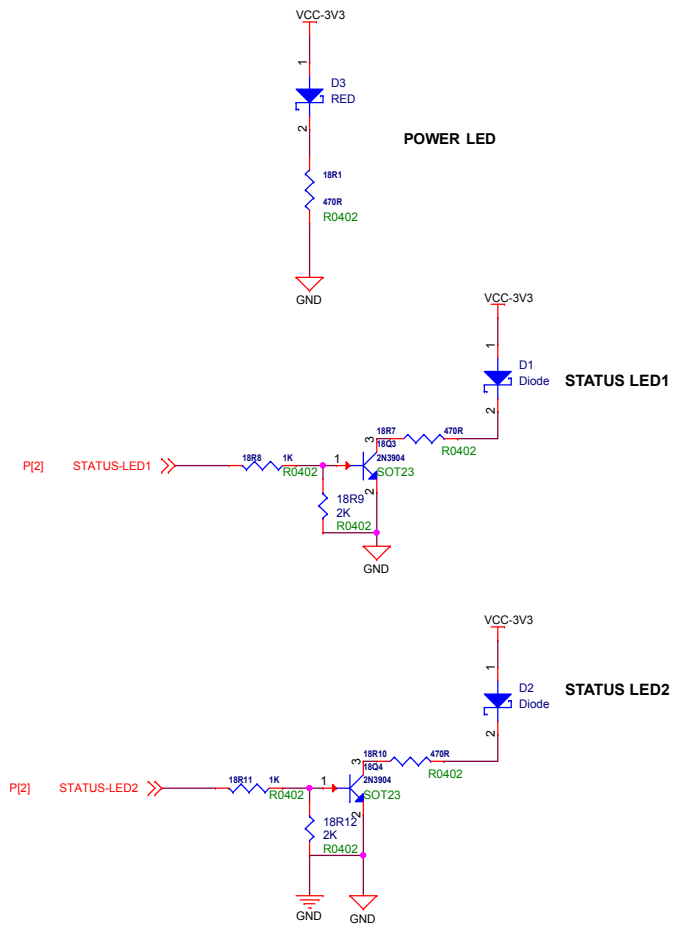 VCC-3V3
1
D3
RED
2
POWER LED
18R1
470R
R0402
GND
VCC-3V3
1
D1
Diode
STATUS LED1
2
P[2]
STATUS-LED1
18R8
1K
R0402
1
3
18R7
470R
R0402
18Q3
2N3904
SOT23
2
18R9
2K
R0402
GND
VCC-3V3
1
D2
Diode
STATUS LED2
2
P[2]
STATUS-LED2
18R11
1K
R0402
1
3
18R10
470R
R0402
18Q4
2N3904
SOT23
2
18R12
2K
R0402
GND
GND